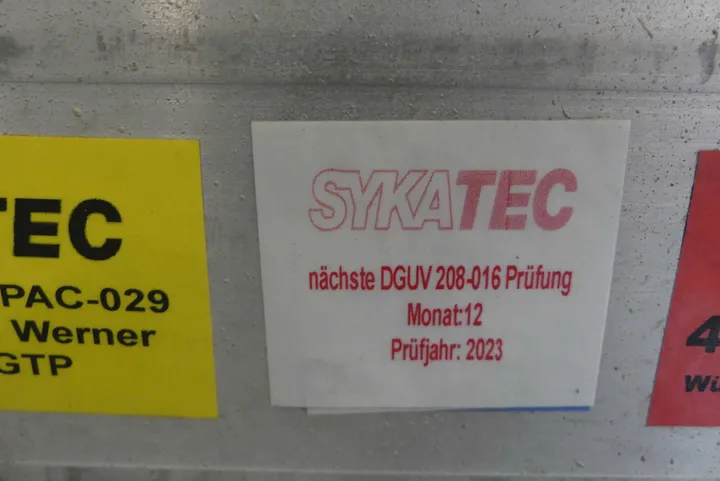 TEC
PAC-029
Werner
GTP
SYKATEC
nächste DGUV 208-016 Prüfung
Monat:12
Prüfjahr: 2023
4
Wü